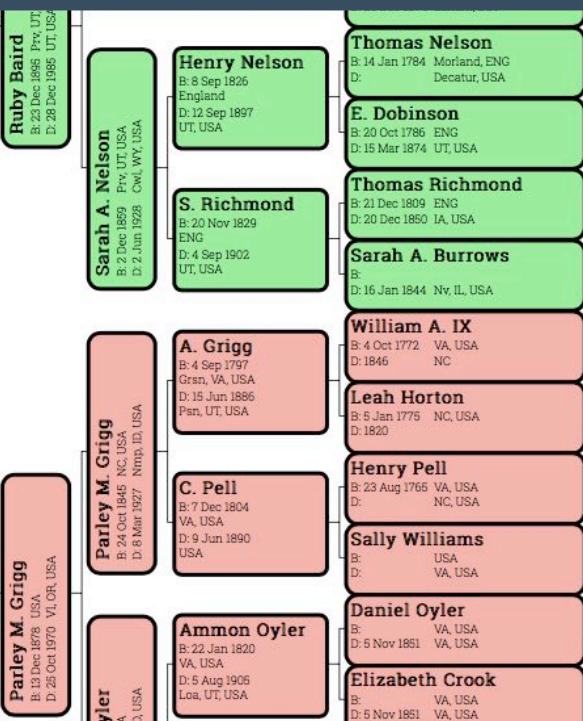 Ruby Baird
B: 23 Dec 1895 Prv, UT,
D: 28 Dec 1985 UT, USA
Sarah A. Nelson
B: 2 Dec 1859 Prv, UT, USA
D: 2 Jun 1928 Cwl, WY, USA
Henry Nelson
B: 8 Sep 1826
England
D: 12 Sep 1897
UT, USA
S. Richmond
B: 20 Nov 1829
ENG
D: 4 Sep 1902
UT, USA
Thomas Nelson
B: 14 Jan 1784 Morland, ENG
D: Decatur, USA
E. Dobinson
B: 20 Oct 1786 ENG
D: 15 Mar 1874 UT, USA
Thomas Richmond
B: 21 Dec 1809 ENG
D: 20 Dec 1850 IA, USA
Sarah A. Burrows
B:
D: 16 Jan 1844 Nv, IL, USA
Parley M. Grigg
B: 13 Dec 1878 USA
D: 25 Oct 1970 Vl, OR, USA
Parley M. Grigg
B: 24 Oct 1845 NC, USA
D: 8 Mar 1927 Nmp, ID, USA
A. Grigg
B: 4 Sep 1797
Grsn, VA, USA
D: 15 Jun 1886
Psn, UT, USA
C. Pell
B: 7 Dec 1804
VA, USA
D: 9 Jun 1890
USA
William A. IX
B: 4 Oct 1772 VA, USA
D: 1846 NC
Leah Horton
B: 5 Jan 1775 NC, USA
D: 1820
Henry Pell
B: 23 Aug 1765 VA, USA
D: NC, USA
Sally Williams
B: USA
D: VA, USA
yler
USA
Ammon Oyler
B: 22 Jan 1820
VA, USA
D: 5 Aug 1905
Loa, UT, USA
Daniel Oyler
B: VA, USA
D: 5 Nov 1851 VA, USA
Elizabeth Crook
B: VA, USA
D: 5 Nov 1851 VA, USA